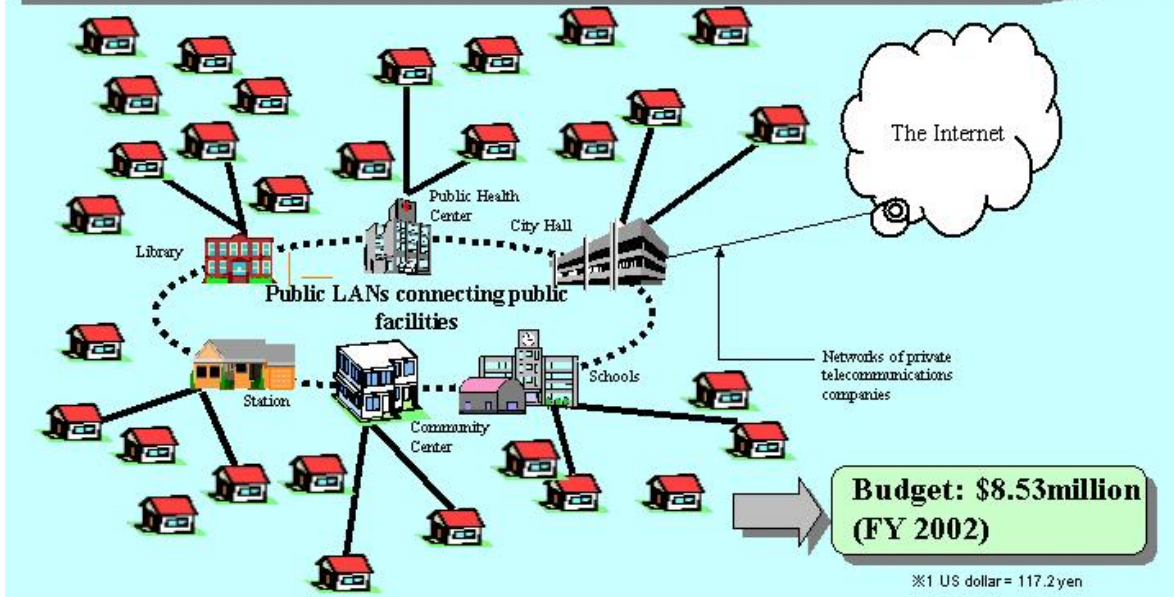 The Internet
Public Health
Center
City Hall
Library
Public LANs connecting public
facilities
Networks of private
telecommunications
companies
Schools
Station
Community
Center
Budget: $8.53million
(FY 2002)
※1 US dollar = 117.2 yen